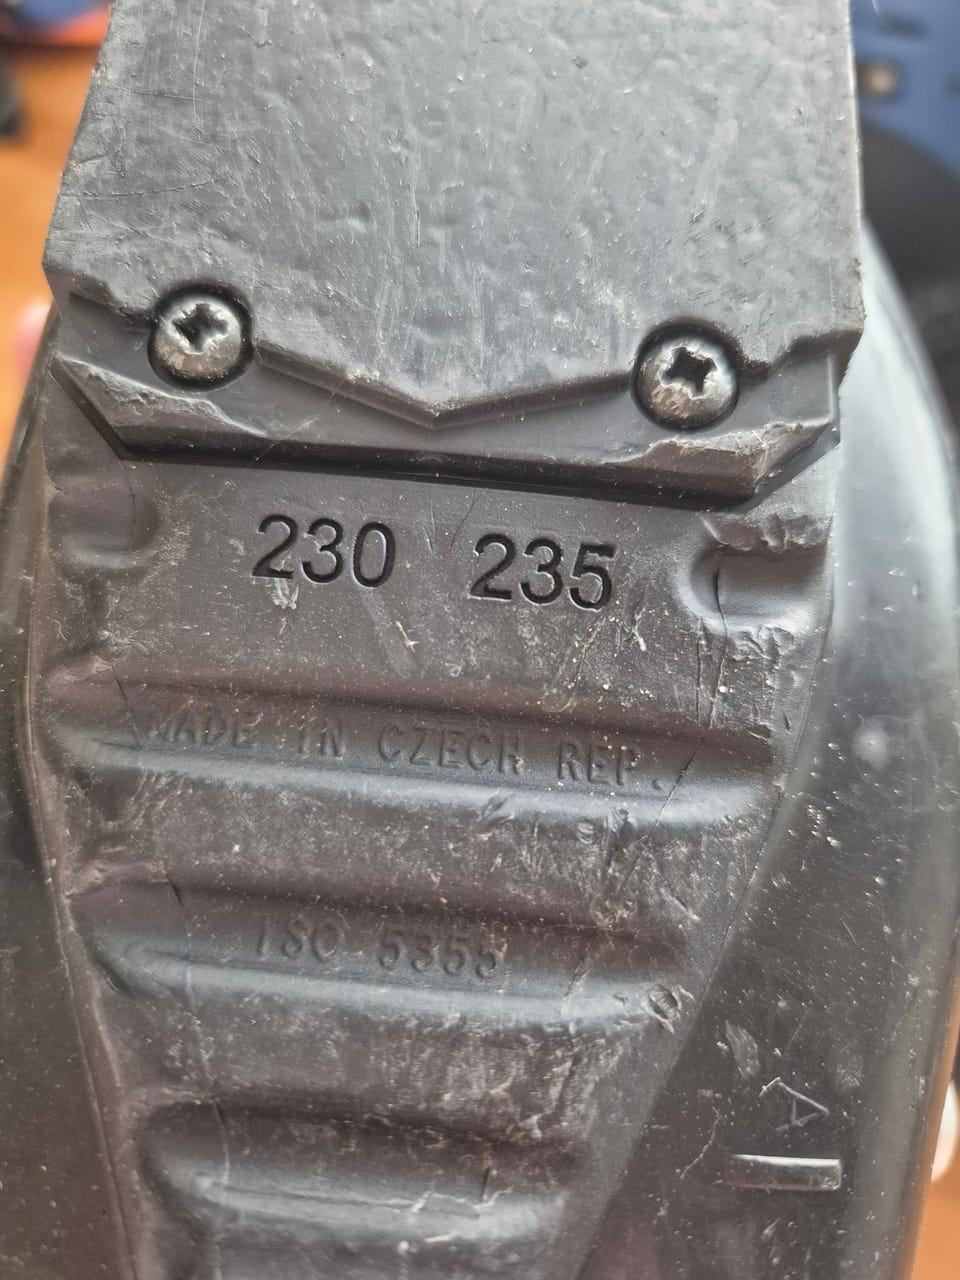 230 235
MADE IN CZECH REP.
ISO 5355
A